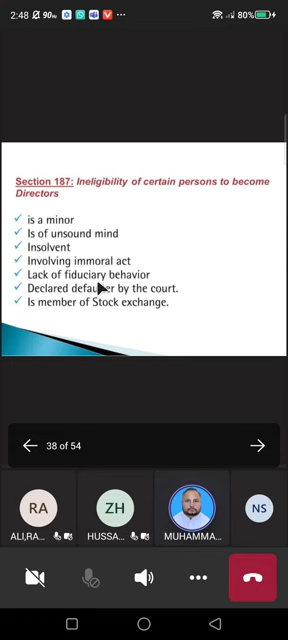 2:48
80%
Section 187: Ineligibility of certain persons to become
Directors
is a minor
Is of unsound mind
Insolvent
Involving immoral act
Lack of fiduciary behavior
Declared defaulter by the court.
Is member of Stock exchange.
38 of 54
RA
ZH
NS
ALI,RA...
HUSSA...
MUHAMMA...